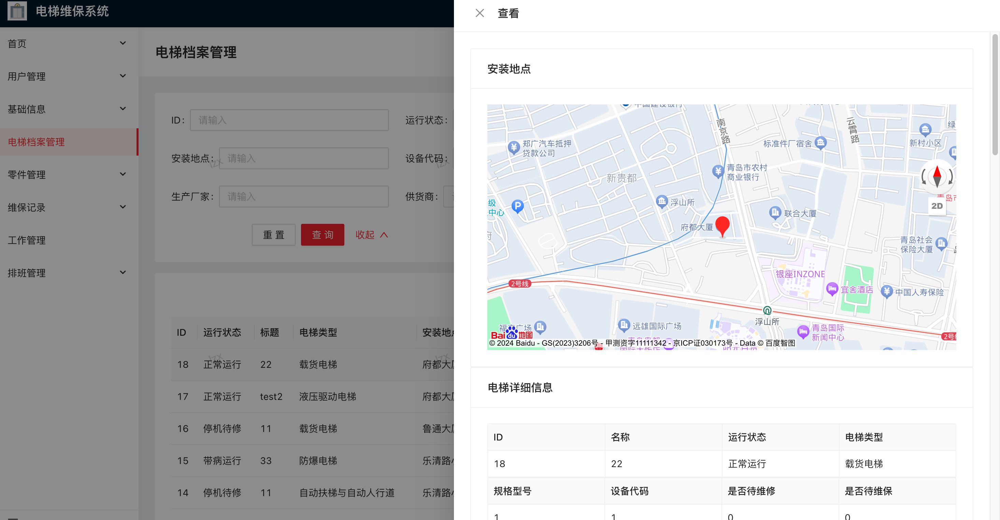 电梯维保系统
首页
用户管理
基础信息
电梯档案管理
零件管理
维保记录
工作管理
排班管理
电梯档案管理
ID:
请输入
运行状态:
安装地点:
请输入
设备代码:
生产厂家:
请输入
供货商:
重 置
查 询
收起
ID
运行状态
标题
电梯类型
安装地
18
正常运行
22
载货电梯
府都大
17
正常运行
test2
液压驱动电梯
府都大
16
停机待修
11
载货电梯
鲁通大
15
带病运行
33
防爆电梯
乐清路
14
停机待修
11
自动扶梯与自动人行道
乐清路
查看
安装地点
中国建设银行
南京路
云霄路
绿
郑广汽车抵押
贷款公司
标准件厂宿舍
新村小区
青岛市农村
商业银行
新贵都
青岛市
级
中心
P
浮山所
2D
联合大厦
府都大厦
青岛社会
保险大厦
银座INZONE
2号线
宜舍酒店
中国人寿保险
浮山所
远雄国际广场
青岛国际
新闻中心
2号
Bai du 地图
© 2024 Baidu - GS(2023)3206号 - 甲测资字11111342 - 京ICP证030173号 - Data © 百度智图
电梯详细信息
ID
名称
运行状态
电梯类型
18
22
正常运行
载货电梯
规格型号
设备代码
是否待维修
是否待维保
1
1
0
0